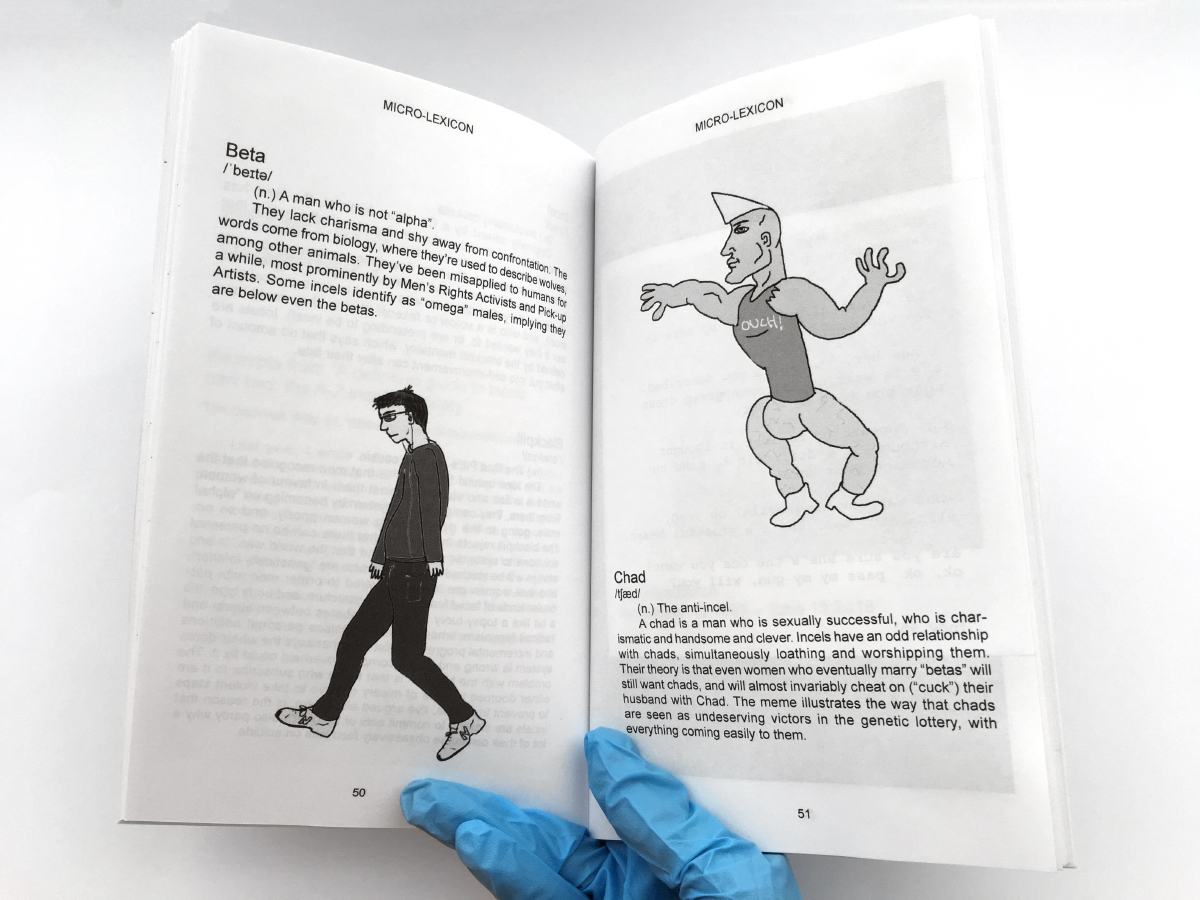 MICRO-LEXICON
Beta
/ˈbeɪtə/
(n.) A man who is not “alpha”.
They lack charisma and shy away from confrontation. The
words come from biology, where they're used to describe wolves,
among other animals. They've been misapplied to humans for
a while, most prominently by Men's Rights Activists and Pick-up
Artists. Some incels identify as “omega” males, implying they
are below even the betas.
50
MICRO-LEXICON
OUCH!
Chad
/tʃæd/
(n.) The anti-incel.
A chad is a man who is sexually successful, who is char-
ismatic and handsome and clever. Incels have an odd relationship
with chads, simultaneously loathing and worshipping them.
Their theory is that even women who eventually marry “betas” will
still want chads, and will almost invariably cheat on (“cuck”) their
husband with Chad. The meme illustrates the way that chads
are seen as undeserving victors in the genetic lottery, with
everything coming easily to them.
51